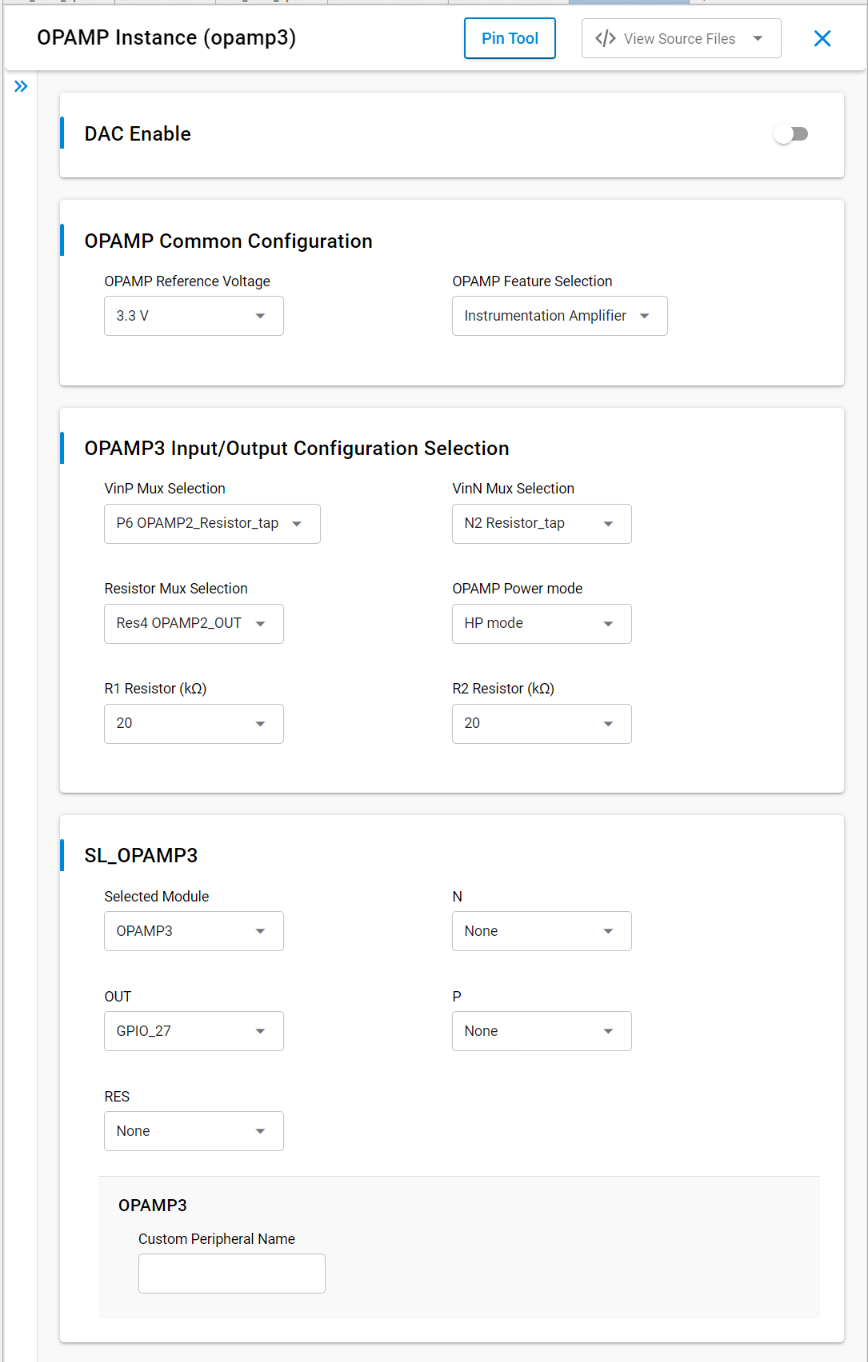 OPAMP Instance (opamp3)
Pin Tool
</> View Source Files
DAC Enable
OPAMP Common Configuration
OPAMP Reference Voltage
OPAMP Feature Selection
3.3 V
Instrumentation Amplifier
OPAMP3 Input/Output Configuration Selection
VinP Mux Selection
VinN Mux Selection
P6 OPAMP2_Resistor_tap
N2 Resistor_tap
Resistor Mux Selection
OPAMP Power mode
Res4 OPAMP2_OUT
HP mode
R1 Resistor (kΩ)
R2 Resistor (kΩ)
20
20
SL_OPAMP3
Selected Module
N
OPAMP3
None
OUT
P
GPIO_27
None
RES
None
OPAMP3
Custom Peripheral Name